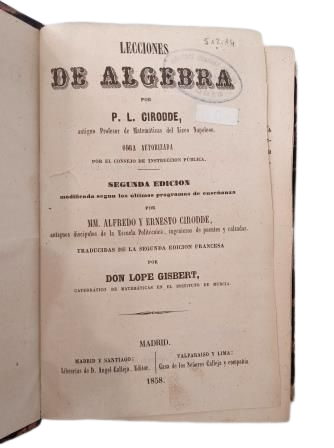 LECCIONES
DE ALGEBRA
POR
P. L. CIRODDE,
antiguo Profesor de Matemáticas del Liceo Napoleon.
OBRA AUTORIZADA
POR EL CONSEJO DE INSTRUCCION PÚBLICA.
SEGUNDA EDICION
modificada segun los últimos programas de enseñanza
POR
MM. ALFREDO Y ERNESTO CIRODDE,
antiguos discípulos de la Escuela Politécnica, ingenieros de puentes y calzadas.
TRADUCIDAS DE LA SEGUNDA EDICION FRANCESA
POR
DON LOPE GISBERT,
CATEDRÁTICO DE MATEMÁTICAS EN EL INSTITUTO DE MURCIA.
MADRID.
MADRID Y SANTIAGO:
Librerías de D. Angel Calleja, Editor.
VALPARAISO Y LIMA:
Casa de los Señores Calleja y compañía.
1858.